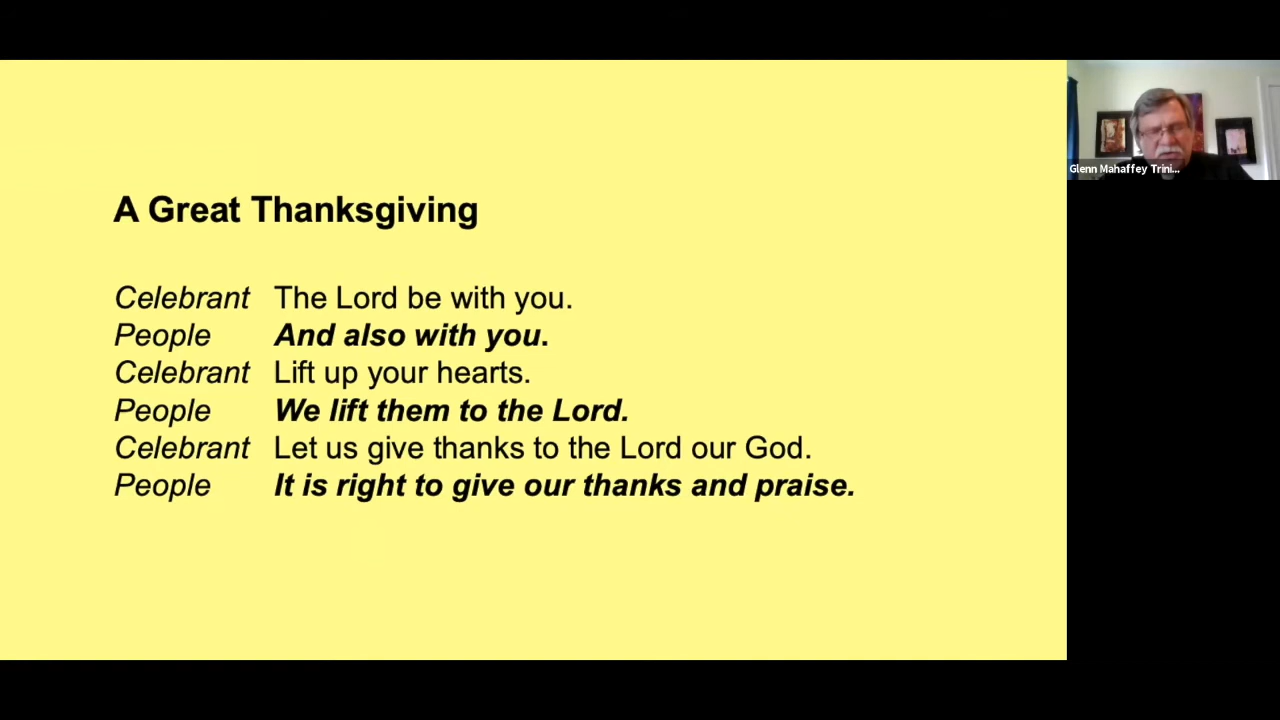 A Great Thanksgiving
Celebrant The Lord be with you.
People And also with you.
Celebrant Lift up your hearts.
People We lift them to the Lord.
Celebrant Let us give thanks to the Lord our God.
People It is right to give our thanks and praise.
Glenn Mahaffey Trini...